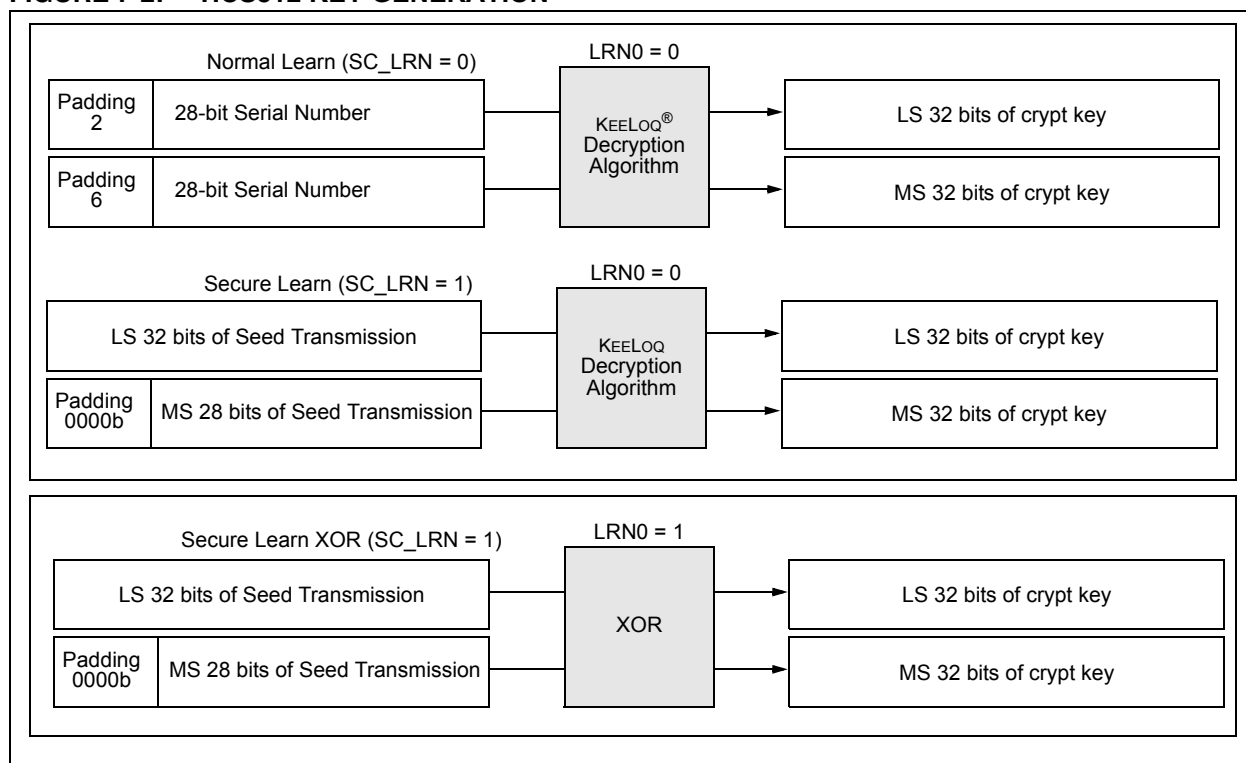 Normal Learn (SC_LRN = 0)
LRN0 = 0
Padding
2
28-bit Serial Number
KEELOQ®
Decryption
Algorithm
LS 32 bits of crypt key
Padding
6
28-bit Serial Number
MS 32 bits of crypt key
Secure Learn (SC_LRN = 1)
LRN0 = 0
LS 32 bits of Seed Transmission
KEELOQ
Decryption
Algorithm
LS 32 bits of crypt key
Padding
0000b
MS 28 bits of Seed Transmission
MS 32 bits of crypt key
Secure Learn XOR (SC_LRN = 1)
LRN0 = 1
LS 32 bits of Seed Transmission
XOR
LS 32 bits of crypt key
Padding
0000b
MS 28 bits of Seed Transmission
MS 32 bits of crypt key